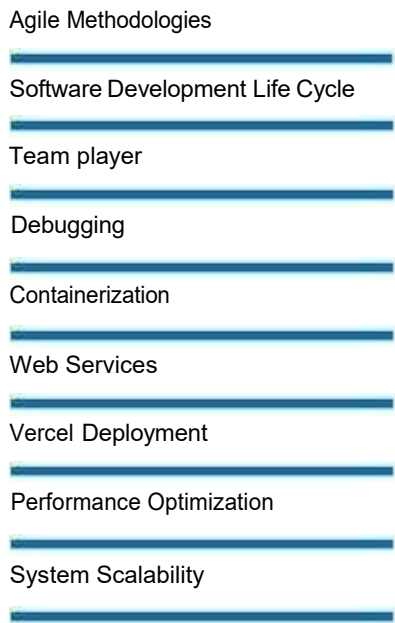 Agile Methodologies
Software Development Life Cycle
Team player
Debugging
Containerization
Web Services
Vercel Deployment
Performance Optimization
System Scalability